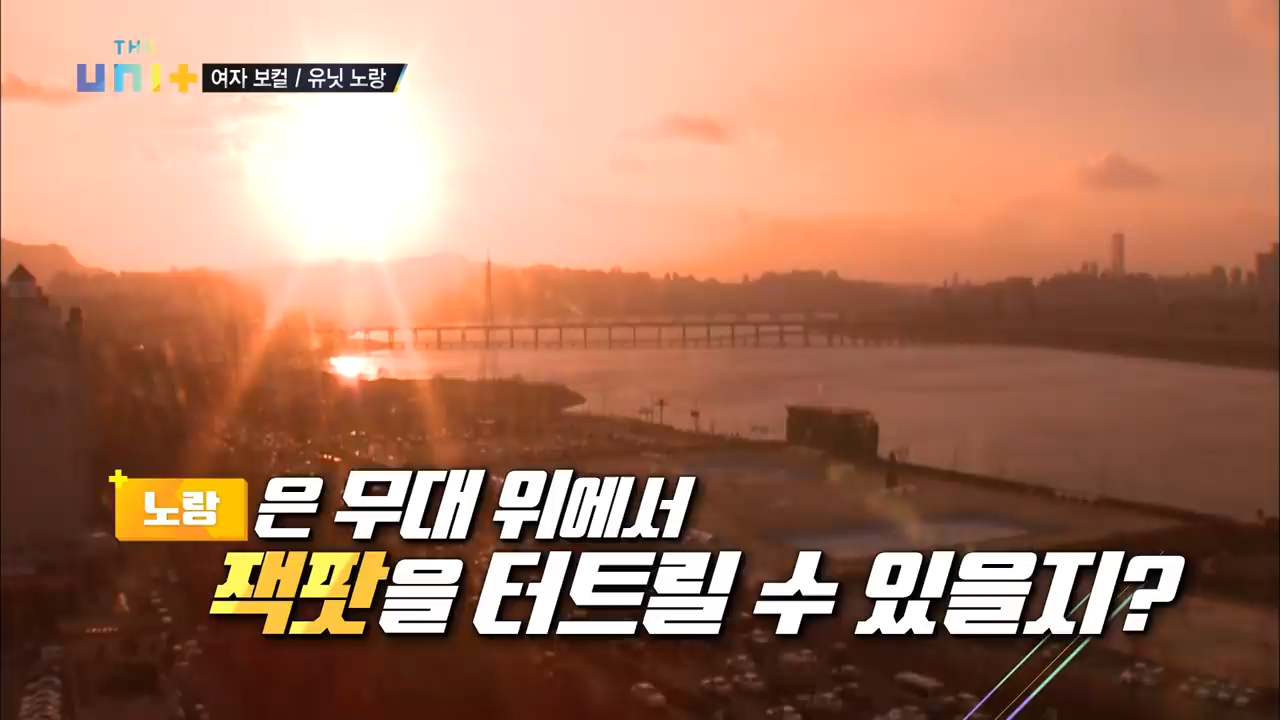 THE
UNI+ 여자 보컬 / 유닛 노랑
노랑은 무대 위에서
잭팟을 터트릴 수 있을지?